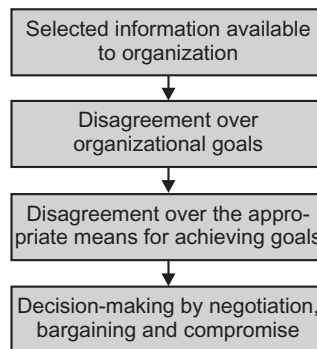 Selected information available
to organization
Disagreement over
organizational goals
Disagreement over the appro-
priate means for achieving goals
Decision-making by negotiation,
bargaining and compromise